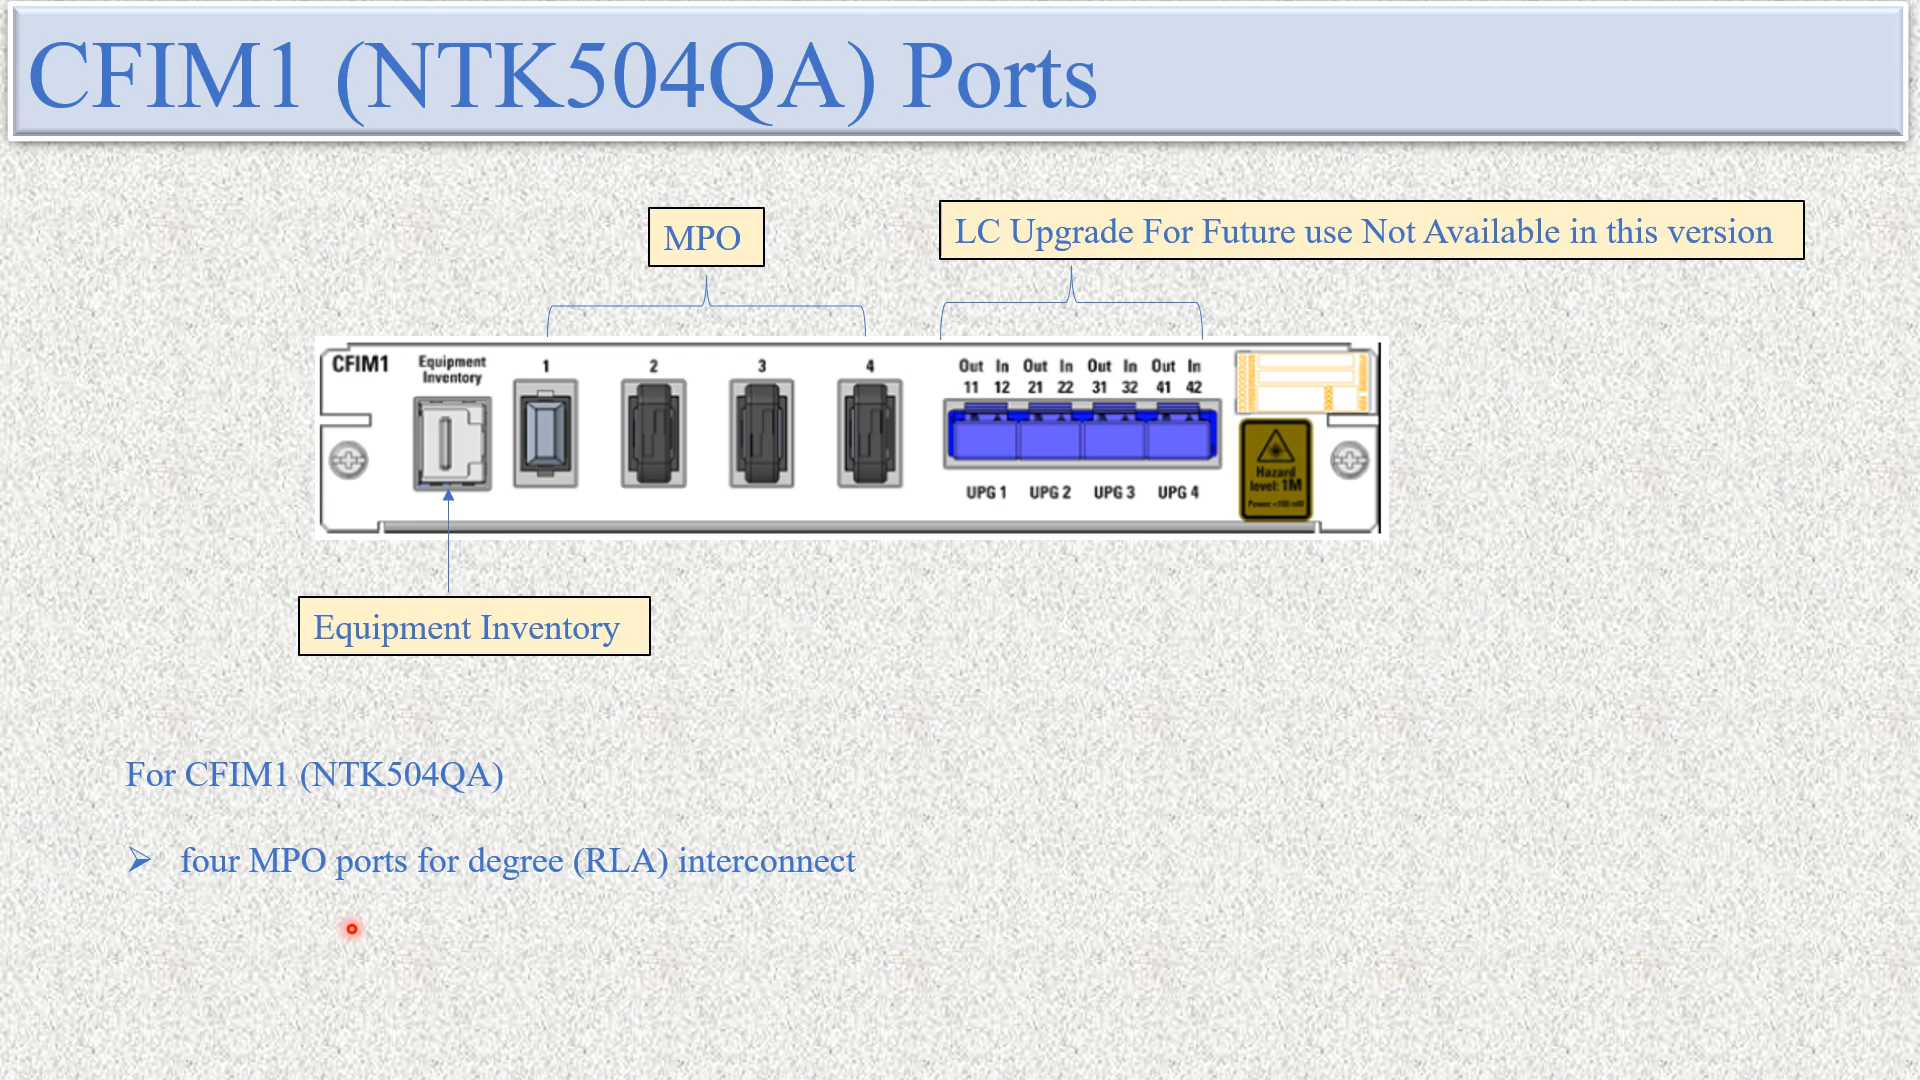 CFIM1 (NTK504QA) Ports
MPO
LC Upgrade For Future use Not Available in this version
CFIM1
Equipment
Inventory
1
2
3
4
Out In Out In Out In Out In
11 12 21 22 31 32 41 42
UPG 1 UPG 2 UPG 3 UPG 4
Hazard
level: 1M
Equipment Inventory
For CFIM1 (NTK504QA)
➢ four MPO ports for degree (RLA) interconnect